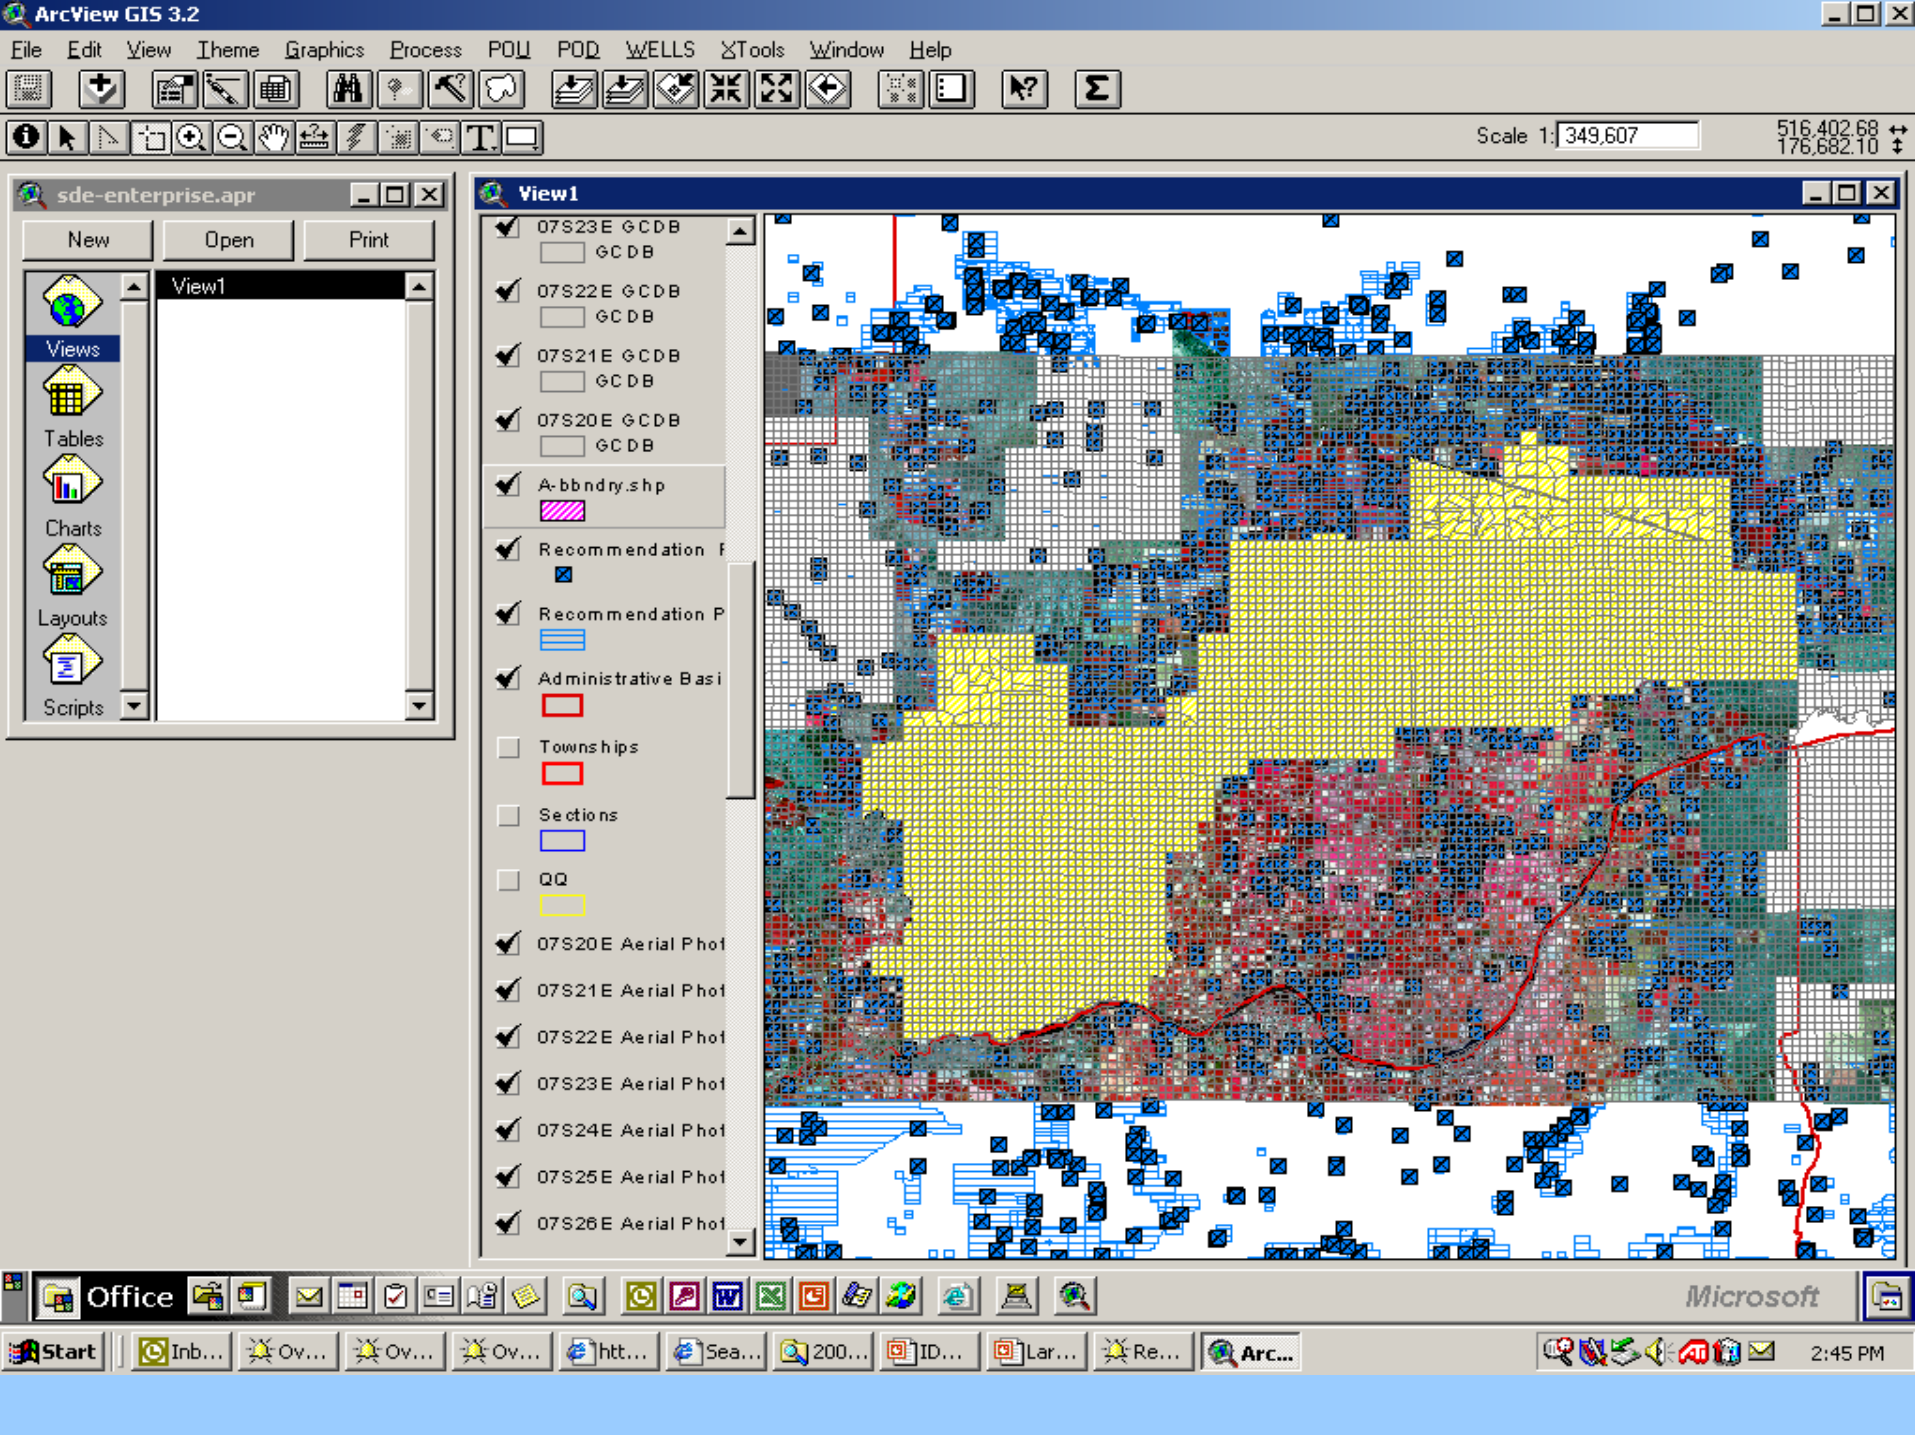 ArcView GIS 3.2
File Edit View Theme Graphics Process POU POD WELLS XTools Window Help
Scale 1: 349,607
516,402.68
176,682.10
sde-enterprise.apr
New Open Print
Views
Tables
Charts
Layouts
Scripts
View1
View1
07S23E GCDB
GCDB
07S22E GCDB
GCDB
07S21E GCDB
GCDB
07S20E GCDB
GCDB
A-bbndry.shp
Recommendation F
Recommendation P
Administrative Basi
Townships
Sections
QQ
07S20E Aerial Phot
07S21E Aerial Phot
07S22E Aerial Phot
07S23E Aerial Phot
07S24E Aerial Phot
07S25E Aerial Phot
07S26E Aerial Phot
Office
Microsoft
Start Inb... Ov... Ov... Ov... htt... Sea... 200... ID... Lar... Re... Arc... 2:45 PM